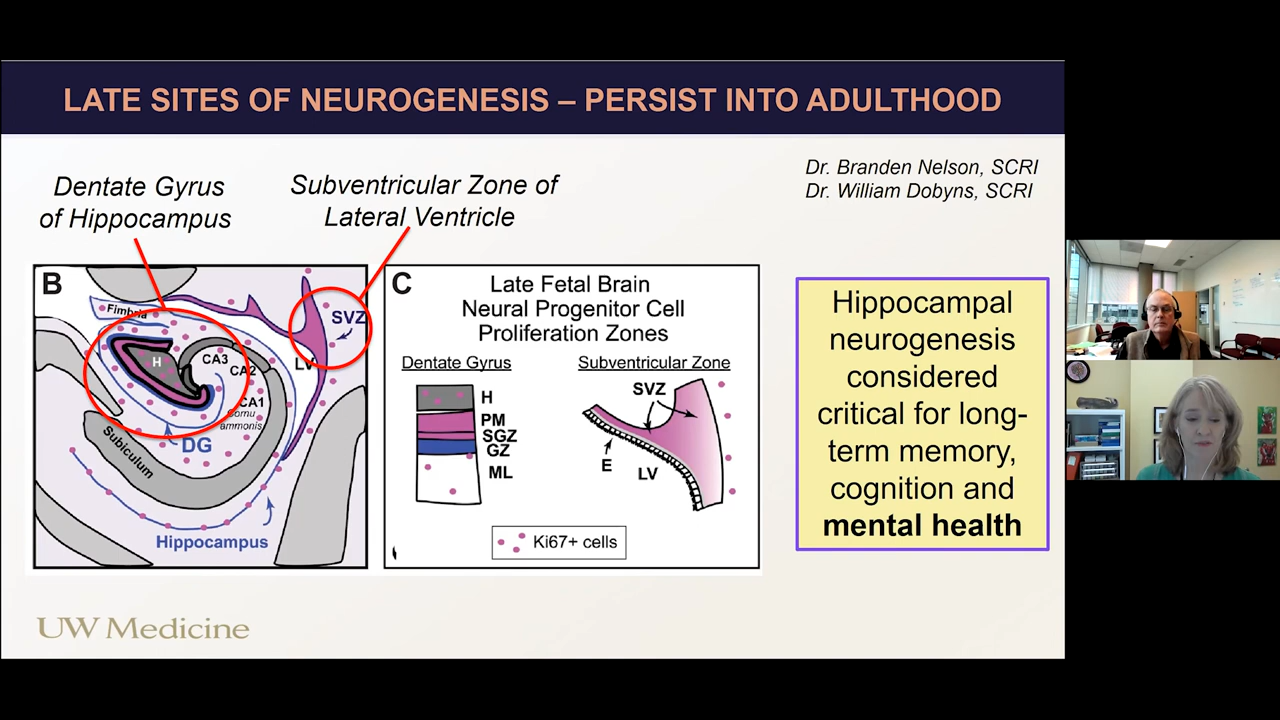 LATE SITES OF NEUROGENESIS – PERSIST INTO ADULTHOOD
Dr. Branden Nelson, SCRI
Dr. William Dobyns, SCRI
Dentate Gyrus
of Hippocampus
Subventricular Zone of
Lateral Ventricle
B
Fimbria
SVZ
H
CA3
CA2
LV
CA1
Cornu
ammonis
DG
Subiculum
Hippocampus
C
Late Fetal Brain
Neural Progenitor Cell
Proliferation Zones
Dentate Gyrus
Subventricular Zone
H
PM
SGZ
GZ
ML
SVZ
E
LV
Ki67+ cells
Hippocampal
neurogenesis
considered
critical for long-
term memory,
cognition and
mental health
UW Medicine